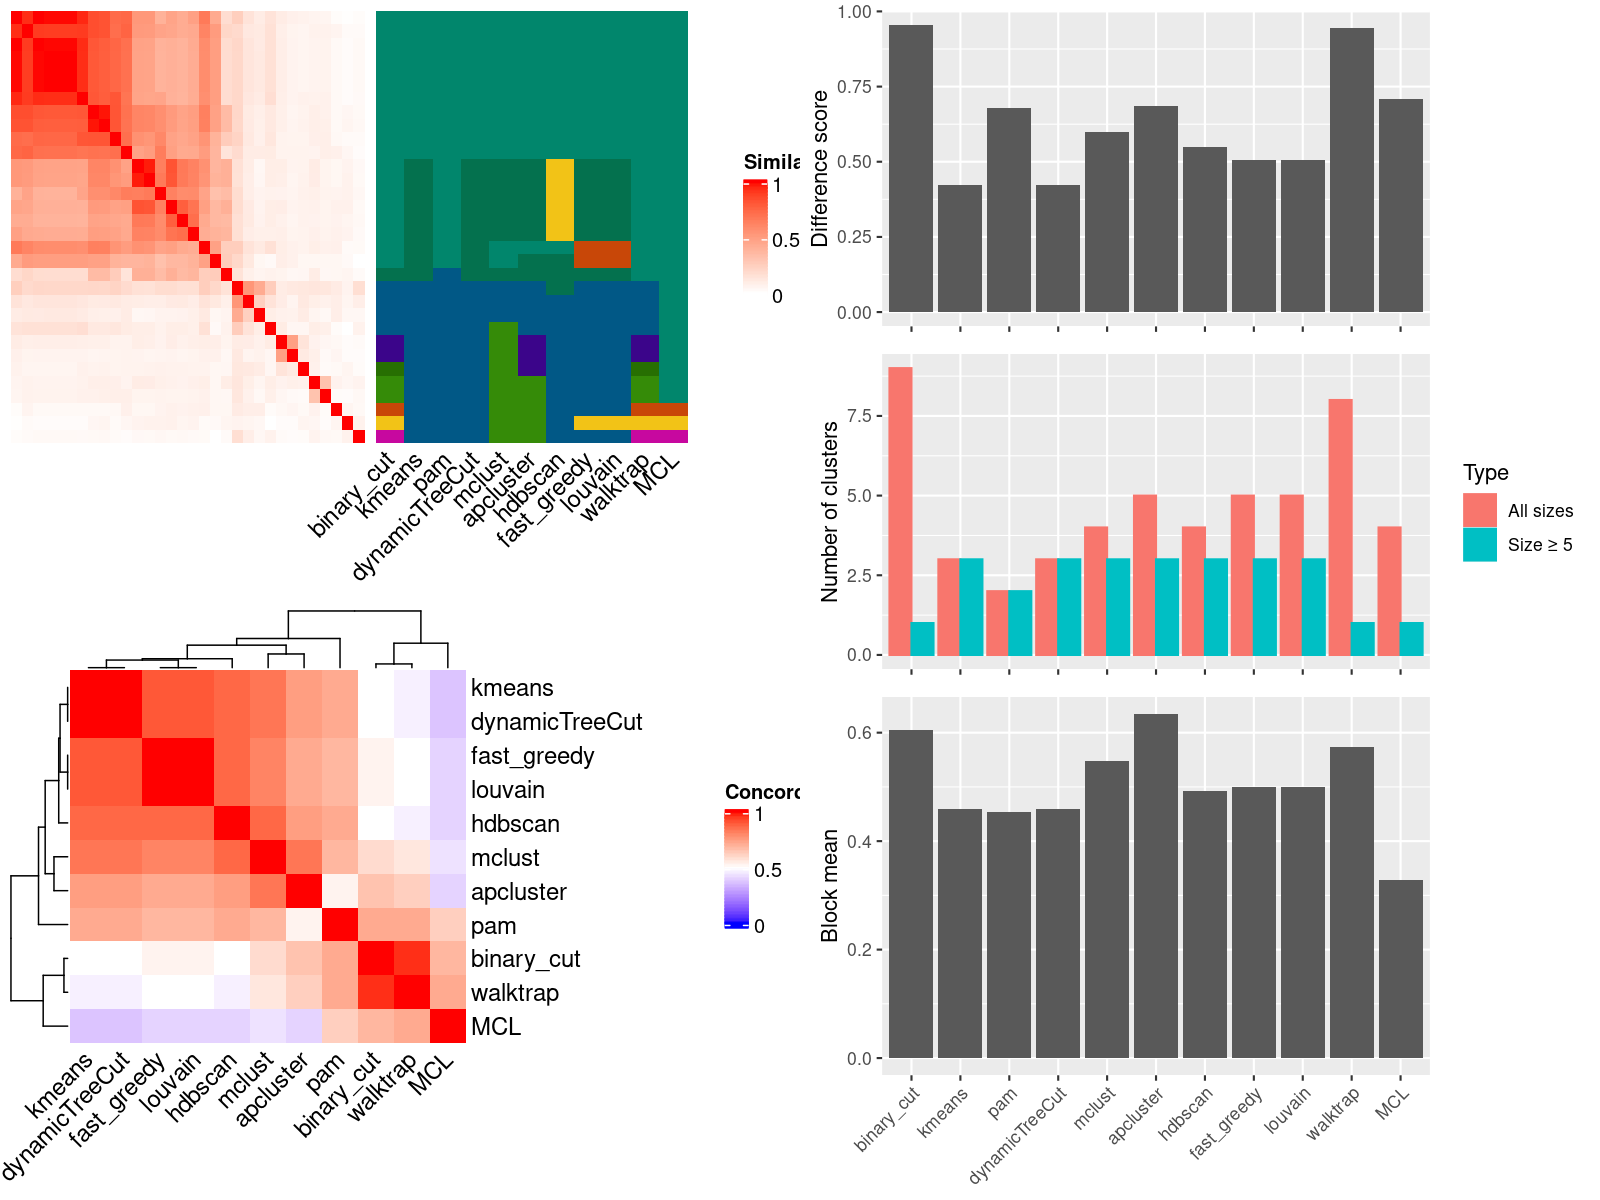 Simila
1
0.5
0
binary_cut
kmeans
pam
dynamicTreeCut
mclust
apcluster
hdbscan
fast_greedy
louvain
walktrap
MCL
Difference score
1.00
0.75
0.50
0.25
0.00
Number of clusters
7.5
5.0
2.5
0.0
Type
All sizes
Size ≥ 5
kmeans
dynamicTreeCut
fast_greedy
louvain
hdbscan
mclust
apcluster
pam
binary_cut
walktrap
MCL
kmeans
dynamicTreeCut
fast_greedy
louvain
hdbscan
mclust
apcluster
pam
binary_cut
walktrap
MCL
Concord
1
0.5
0
Block mean
0.6
0.4
0.2
0.0
binary_cut
kmeans
pam
dynamicTreeCut
mclust
apcluster
hdbscan
fast_greedy
louvain
walktrap
MCL